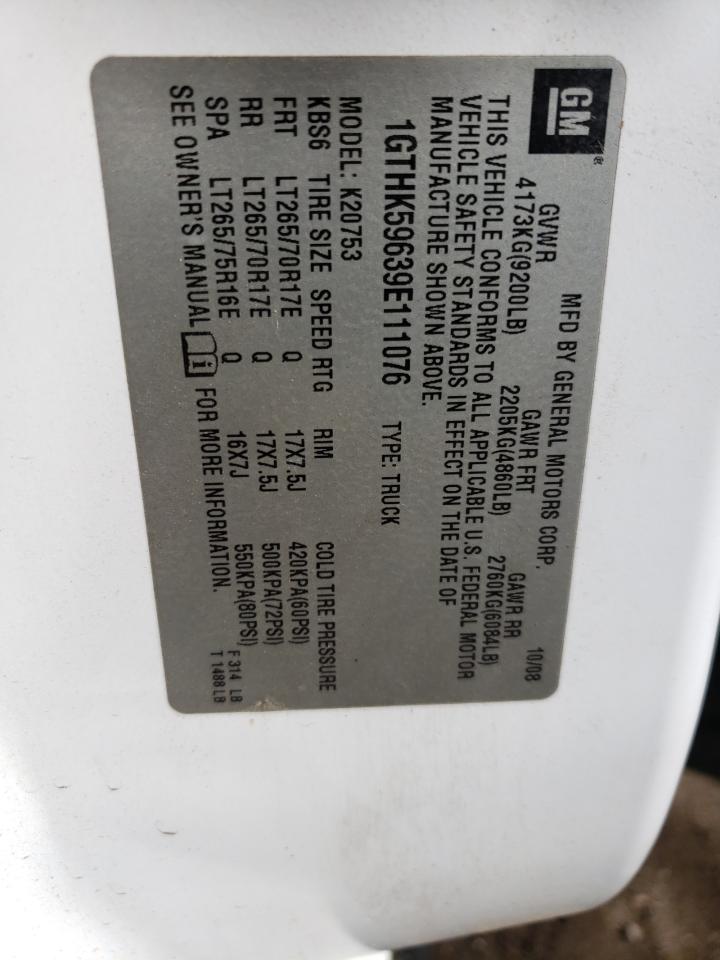 GM®
MFD BY GENERAL MOTORS CORP. 10/08
GVWR GAWR FRT GAWR RR
4173KG(9200LB) 2205KG(4860LB) 2760KG(6084LB)
THIS VEHICLE CONFORMS TO ALL APPLICABLE U.S. FEDERAL MOTOR
VEHICLE SAFETY STANDARDS IN EFFECT ON THE DATE OF
MANUFACTURE SHOWN ABOVE.
1GTHK59639E111076 TYPE: TRUCK
MODEL: K20753
KBS6 TIRE SIZE SPEED RTG RIM COLD TIRE PRESSURE
FRT LT265/70R17E Q 17X7.5J 420KPA(60PSI)
RR LT265/70R17E Q 17X7.5J 500KPA(72PSI)
SPA LT265/75R16E Q 16X7J 550KPA(80PSI)
SEE OWNER'S MANUAL i FOR MORE INFORMATION.
F 314 LB
T 1488 LB